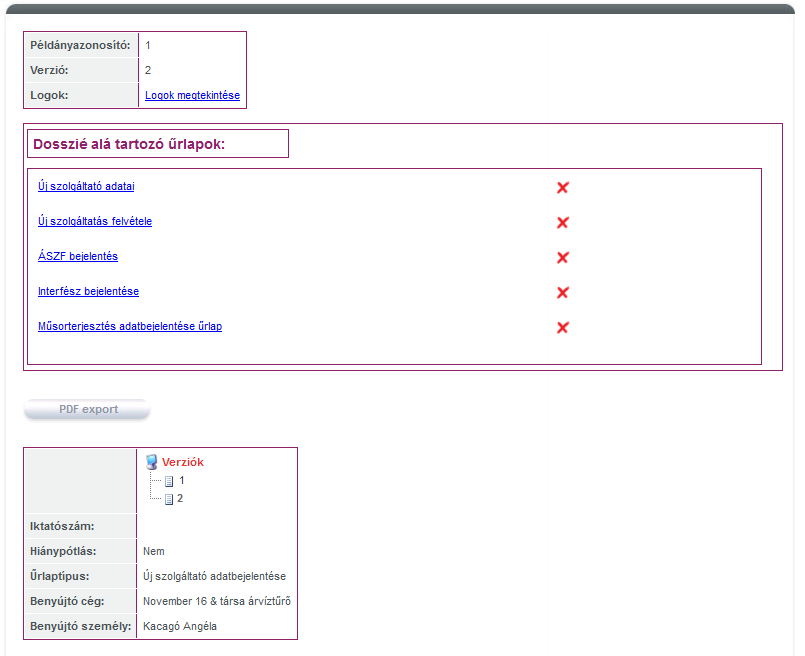 Példányazonosító: 1
Verzió: 2
Logok: Logok megtekintése
Dosszié alá tartozó űrlapok:
Új szolgáltató adatai
Új szolgáltatás felvétele
ÁSZF bejelentés
Interfész bejelentése
Műsorterjesztés adatbejelentése űrlap
PDF export
Verziók
1
2
Iktatószám:
Hiánypótlás: Nem
Űrlaptípus: Új szolgáltató adatbejelentése
Benyújtó cég: November 16 & társa árvíztűrő
Benyújtó személy: Kacagó Angéla